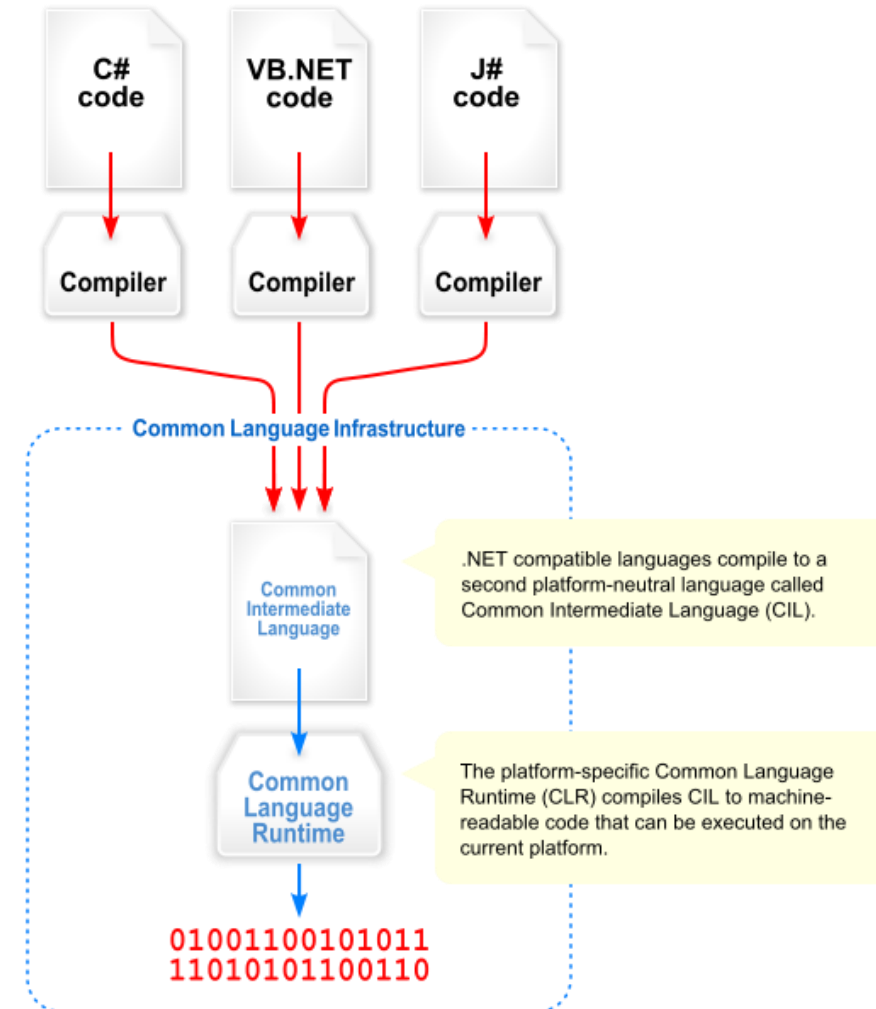 C#
code
VB.NET
code
J#
code
Compiler
Compiler
Compiler
Common Language Infrastructure
Common
Intermediate
Language
.NET compatible languages compile to a
second platform-neutral language called
Common Intermediate Language (CIL).
Common
Language
Runtime
The platform-specific Common Language
Runtime (CLR) compiles CIL to machine-
readable code that can be executed on the
current platform.
01001100101011
11010101100110